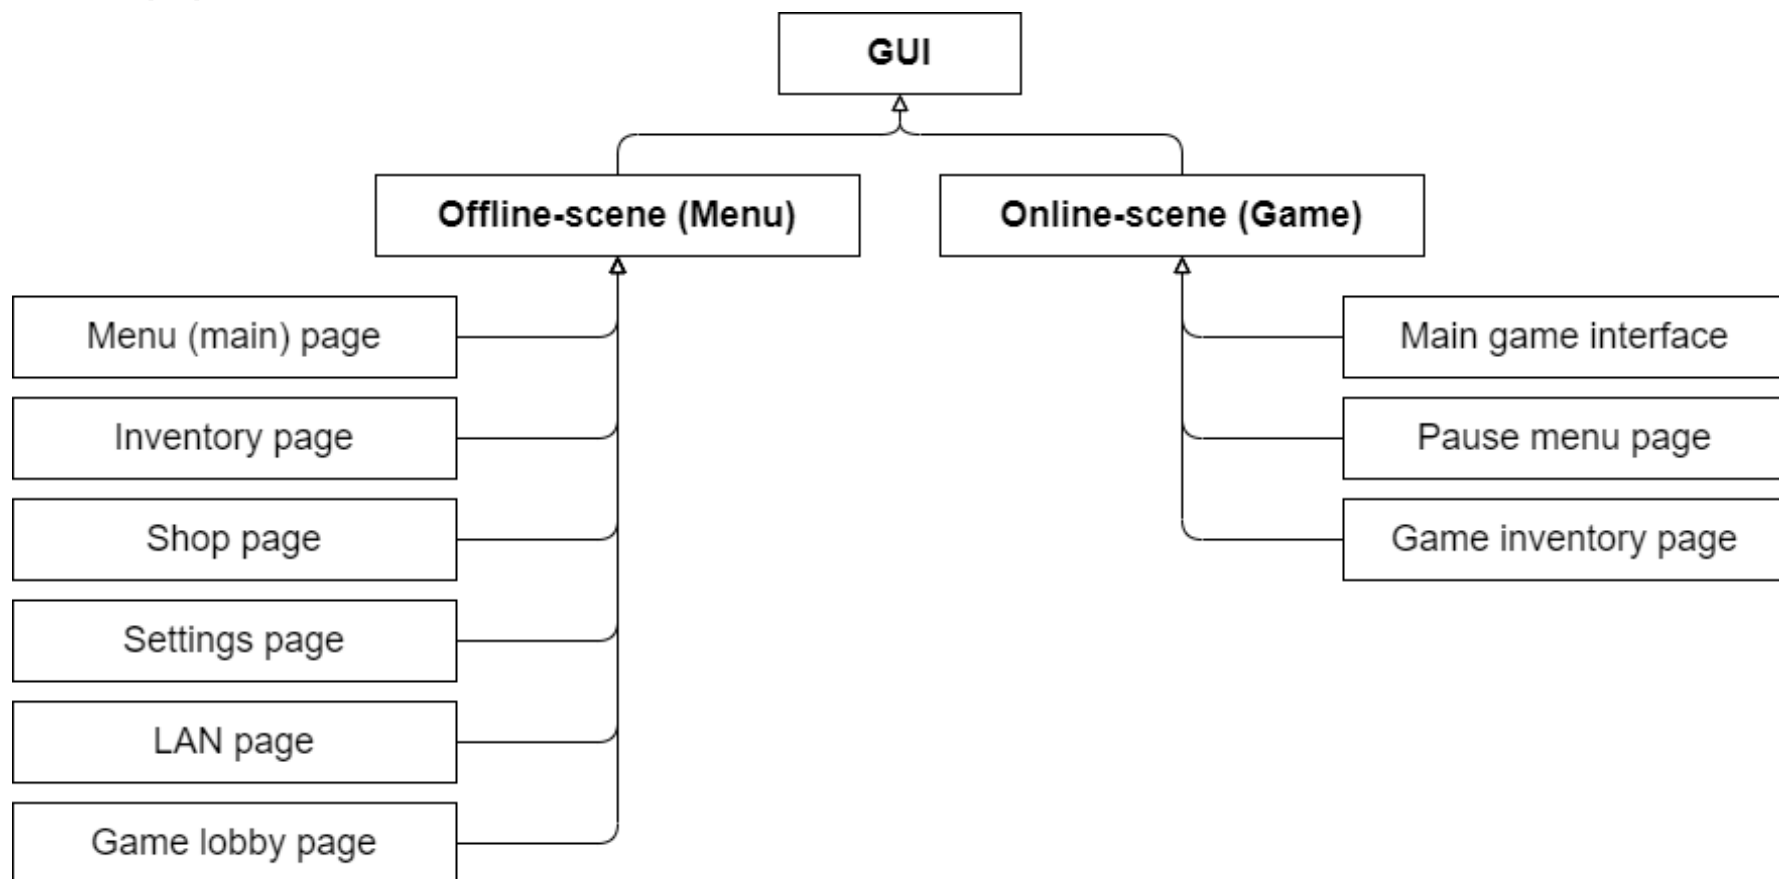 GUI
Offline-scene (Menu)
Online-scene (Game)
Menu (main) page
Inventory page
Shop page
Settings page
LAN page
Game lobby page
Main game interface
Pause menu page
Game inventory page